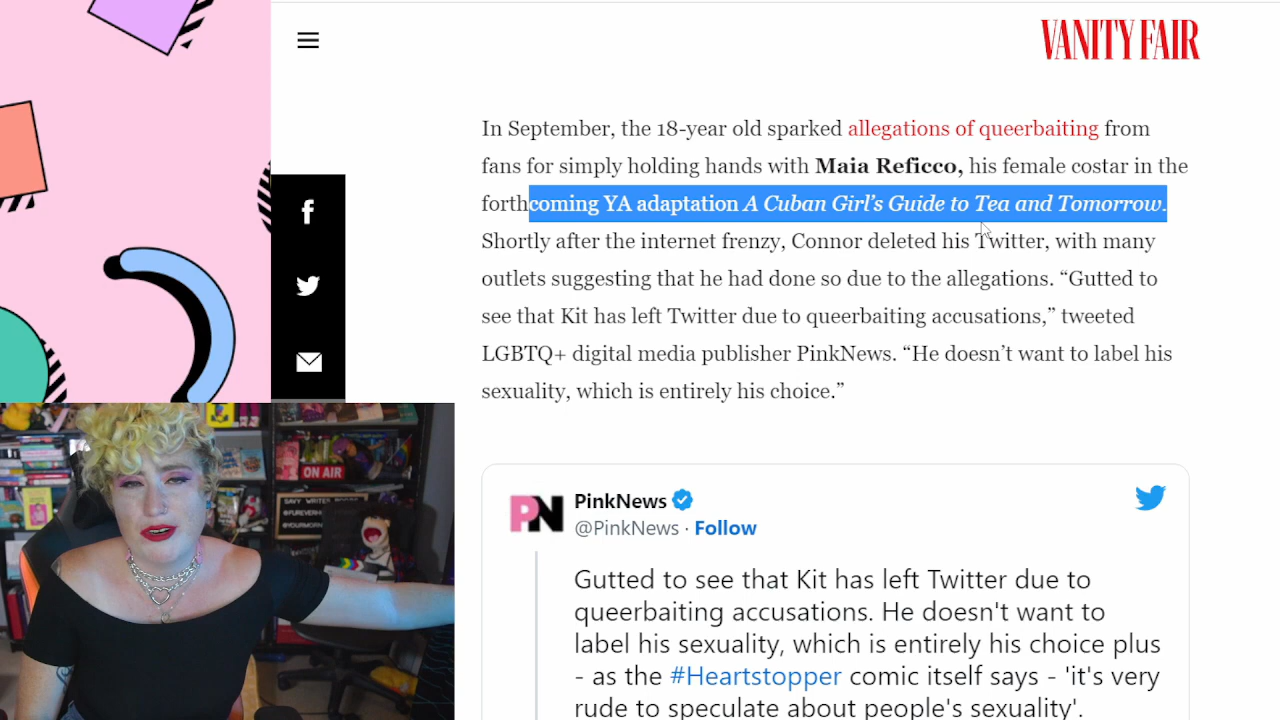 VANITY FAIR
In September, the 18-year old sparked allegations of queerbaiting from
fans for simply holding hands with Maia Reficco, his female costar in the
forthcoming YA adaptation A Cuban Girl’s Guide to Tea and Tomorrow.
Shortly after the internet frenzy, Connor deleted his Twitter, with many
outlets suggesting that he had done so due to the allegations. “Gutted to
see that Kit has left Twitter due to queerbaiting accusations,” tweeted
LGBTQ+ digital media publisher PinkNews. “He doesn’t want to label his
sexuality, which is entirely his choice.”
PN
PinkNews
@PinkNews · Follow
Gutted to see that Kit has left Twitter due to
queerbaiting accusations. He doesn't want to
label his sexuality, which is entirely his choice plus
- as the #Heartstopper comic itself says - 'it's very
rude to speculate about people's sexuality'.
ON AIR
SAVY WRITES BOOKS